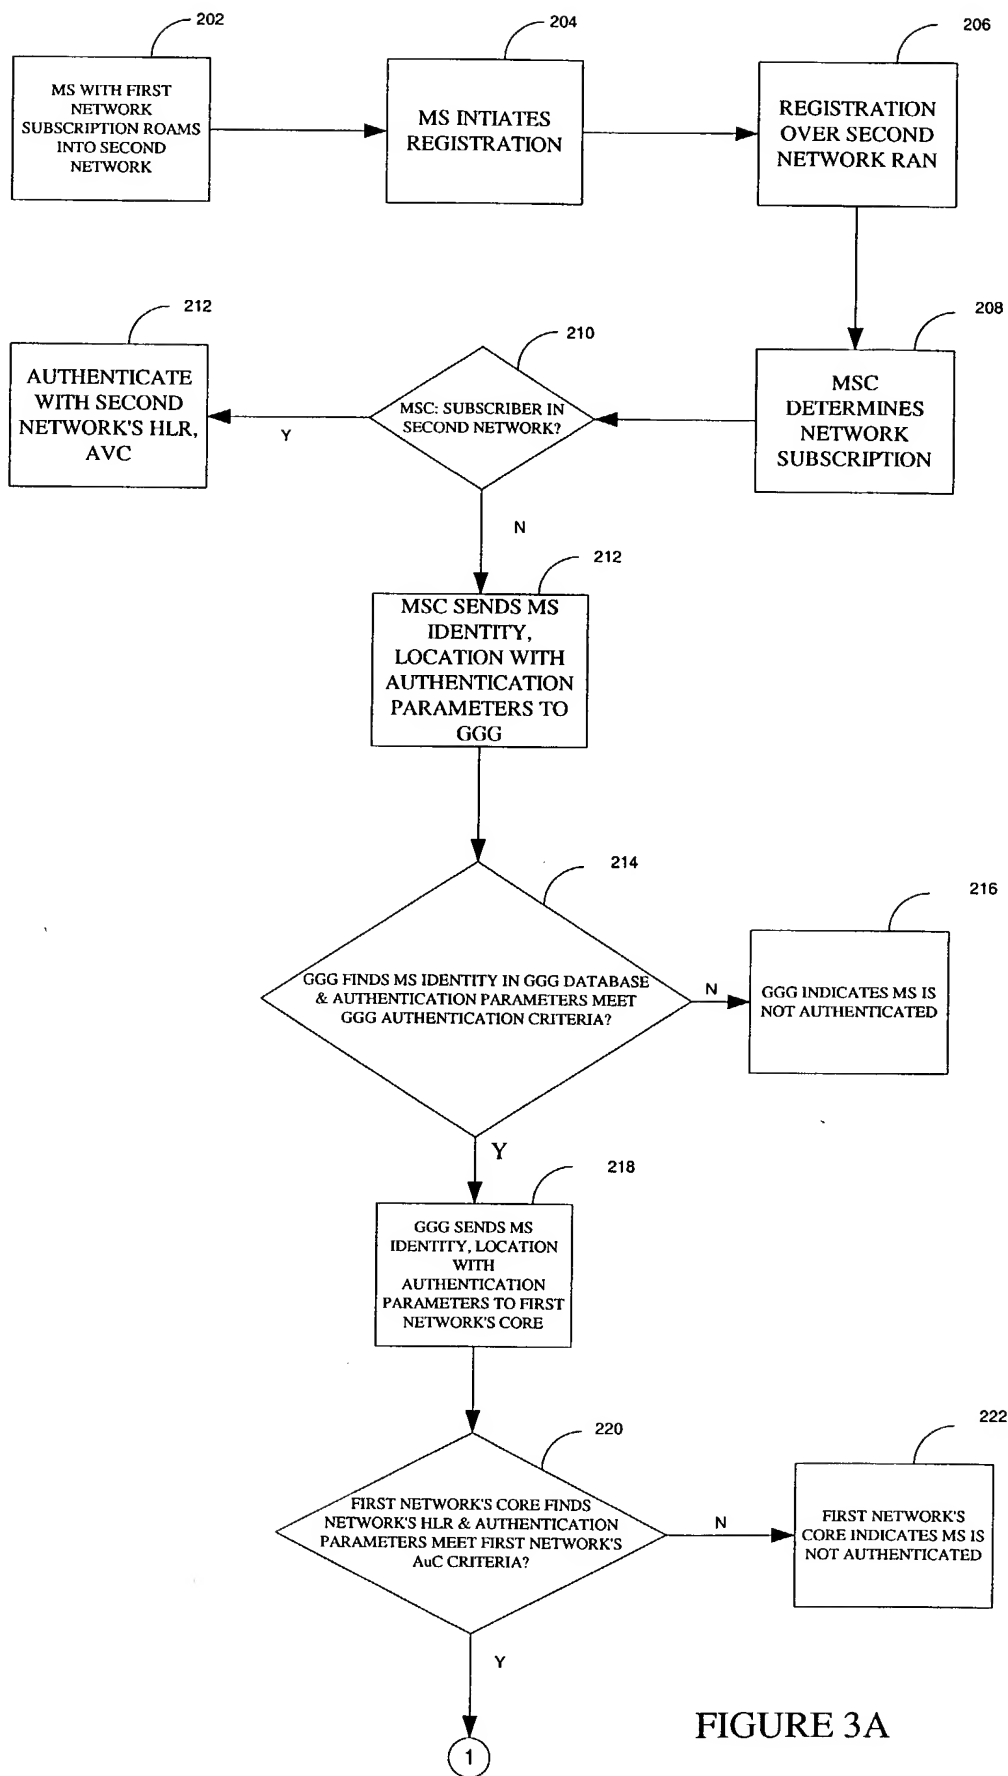 202
MS WITH FIRST
NETWORK
SUBSCRIPTION ROAMS
INTO SECOND
NETWORK
204
MS INTIATES
REGISTRATION
206
REGISTRATION
OVER SECOND
NETWORK RAN
212
AUTHENTICATE
WITH SECOND
NETWORK'S HLR,
AVC
Y
210
MSC: SUBSCRIBER IN
SECOND NETWORK?
208
MSC
DETERMINES
NETWORK
SUBSCRIPTION
N
212
MSC SENDS MS
IDENTITY,
LOCATION WITH
AUTHENTICATION
PARAMETERS TO
GGG
214
GGG FINDS MS IDENTITY IN GGG DATABASE
& AUTHENTICATION PARAMETERS MEET
GGG AUTHENTICATION CRITERIA?
N
216
GGG INDICATES MS IS
NOT AUTHENTICATED
Y
218
GGG SENDS MS
IDENTITY, LOCATION
WITH
AUTHENTICATION
PARAMETERS TO FIRST
NETWORK'S CORE
220
FIRST NETWORK'S CORE FINDS
NETWORK'S HLR & AUTHENTICATION
PARAMETERS MEET FIRST NETWORK'S
AuC CRITERIA?
N
222
FIRST NETWORK'S
CORE INDICATES MS IS
NOT AUTHENTICATED
Y
1
FIGURE 3A